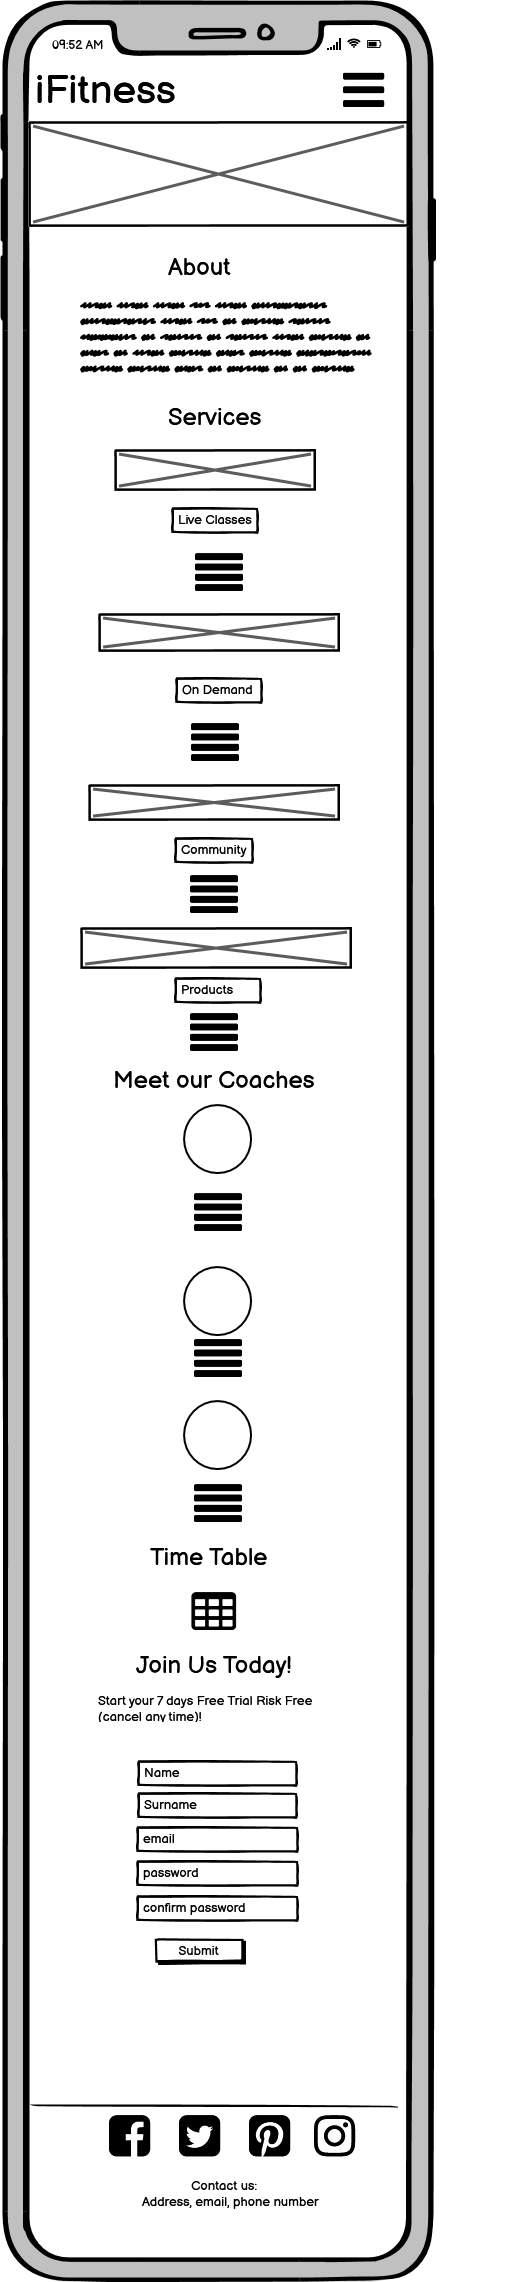 09:52 AM
iFitness
About
Services
Live Classes
On Demand
Community
Products
Meet our Coaches
Time Table
Join Us Today!
Start your 7 days Free Trial Risk Free
(cancel any time)!
Name
Surname
email
password
confirm password
Submit
Contact us:
Address, email, phone number